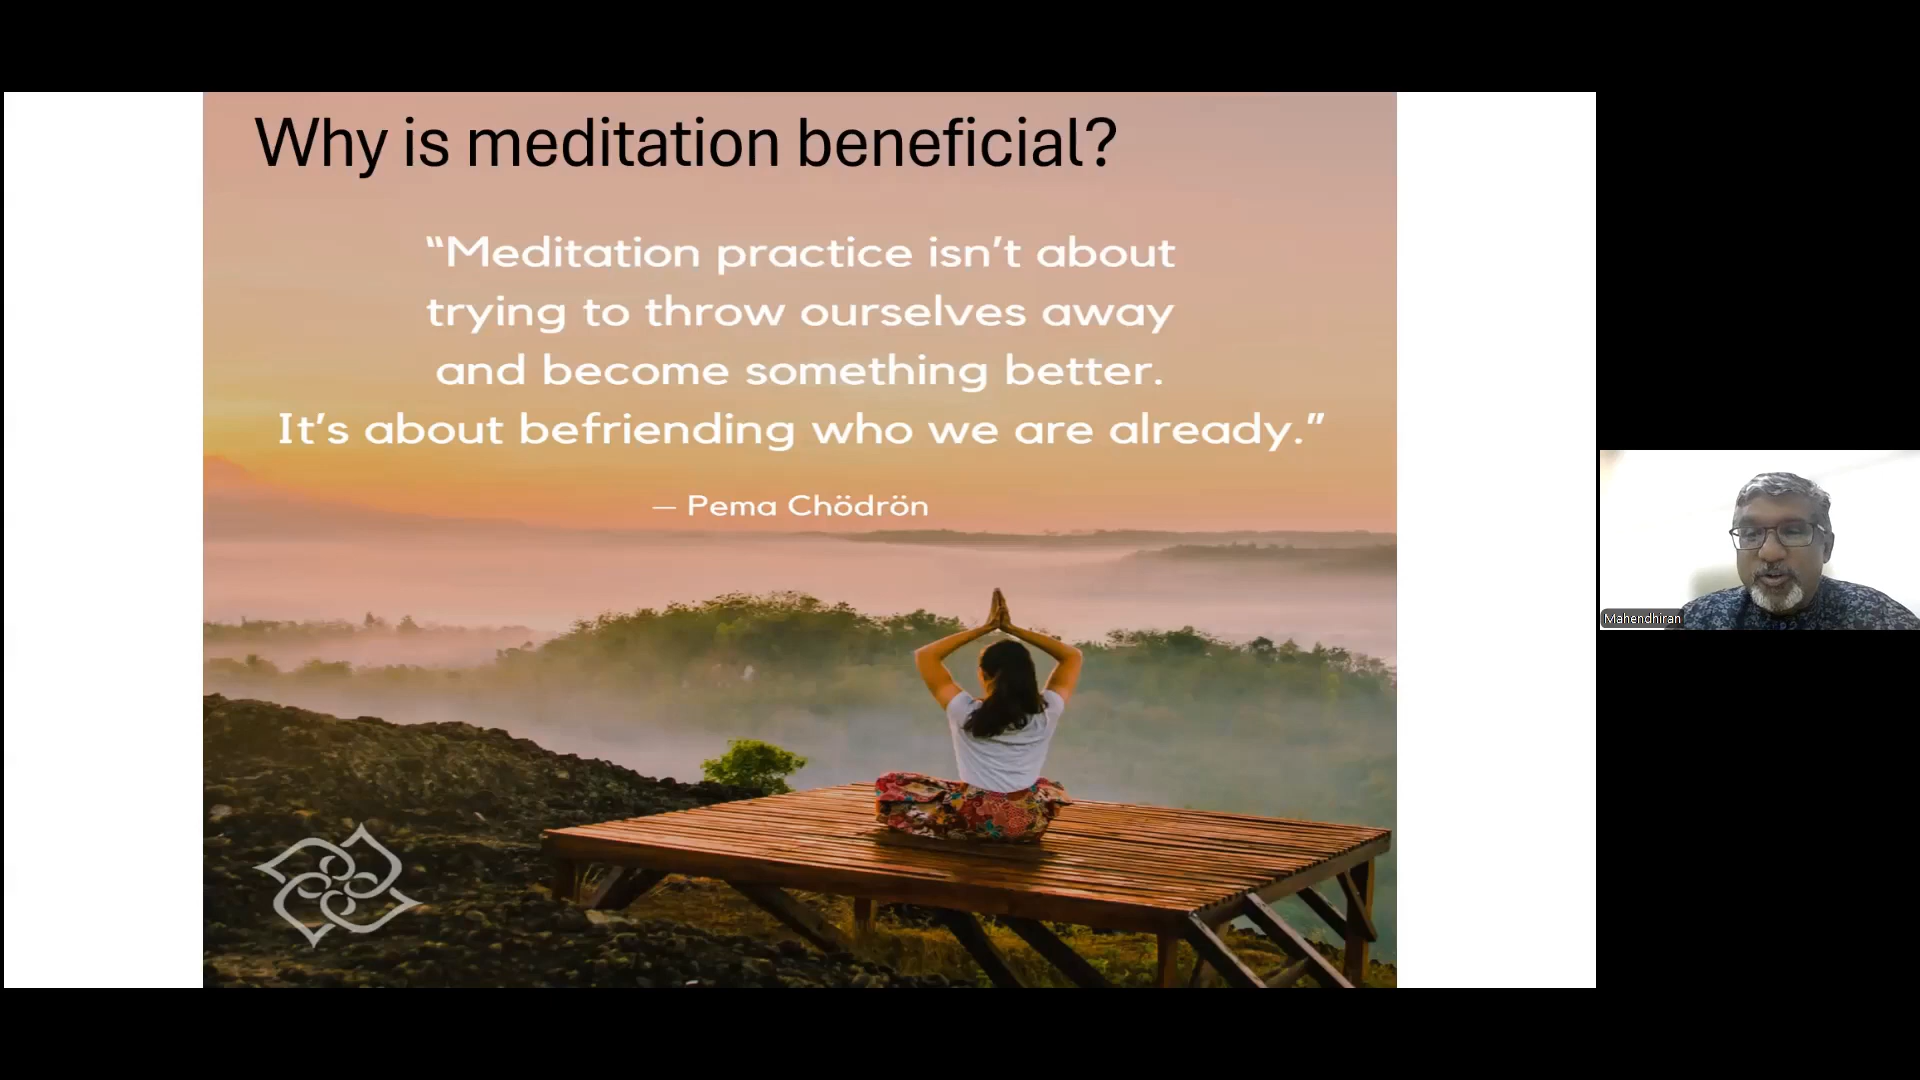 Why is meditation beneficial?
“Meditation practice isn’t about
trying to throw ourselves away
and become something better.
It’s about befriending who we are already.”
— Pema Chödrön
Mahendhiran